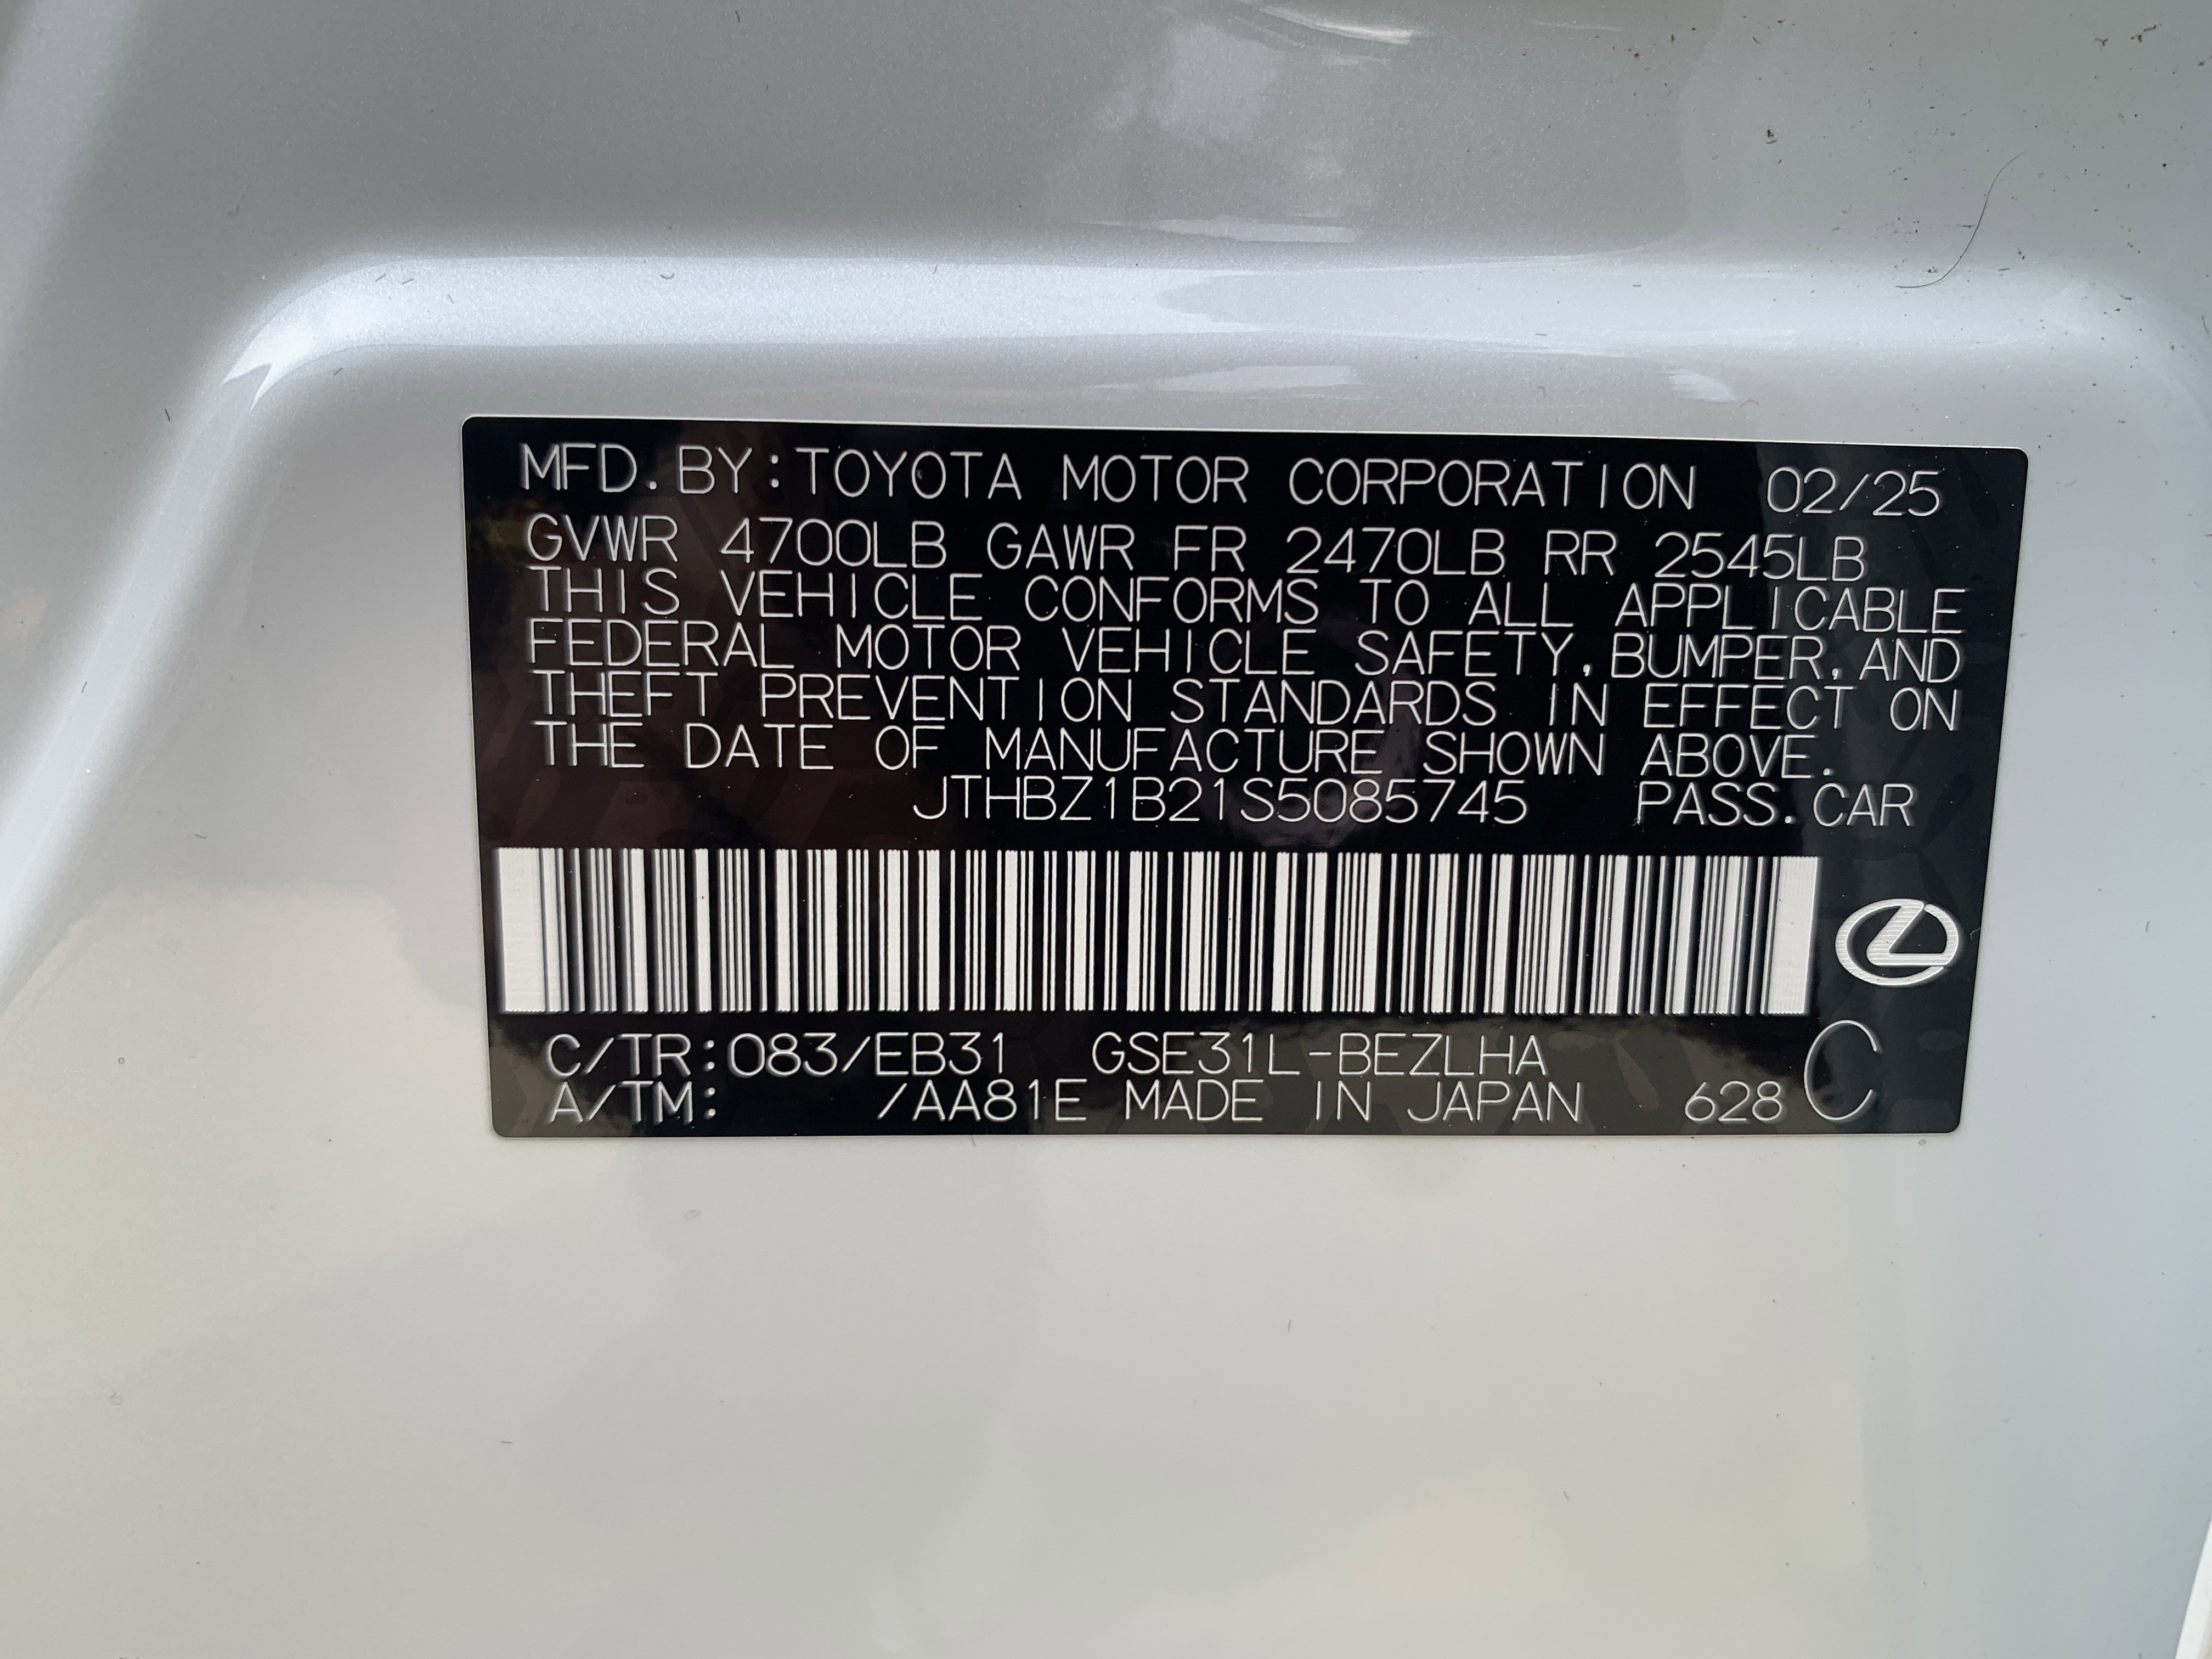 MFD. BY:TOYOTA MOTOR CORPORATION 02/25
GVWR 4700LB GAWR FR 2470LB RR 2545LB
THIS VEHICLE CONFORMS TO ALL APPLICABLE
FEDERAL MOTOR VEHICLE SAFETY, BUMPER, AND
THEFT PREVENTION STANDARDS IN EFFECT ON
THE DATE OF MANUFACTURE SHOWN ABOVE.
JTHBZ1B21S5085745 PASS. CAR
C/TR:083/EB31 GSE31L-BEZLHA
A/TM: /AA81E MADE IN JAPAN 628 C